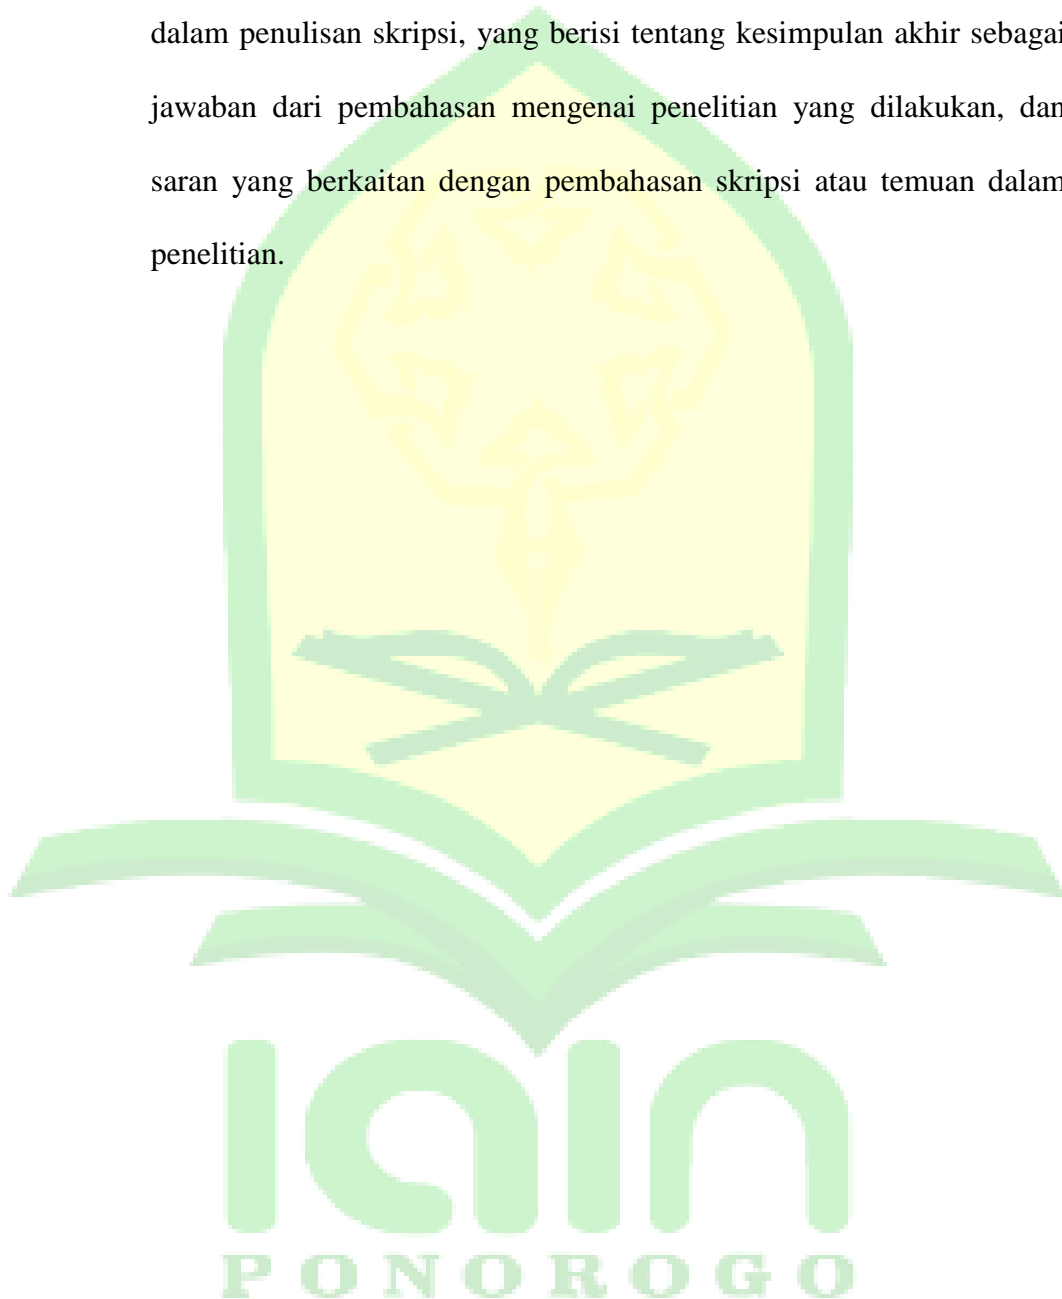 dalam penulisan skripsi, yang berisi tentang kesimpulan akhir sebagai
jawaban dari pembahasan mengenai penelitian yang dilakukan, dan
saran yang berkaitan dengan pembahasan skripsi atau temuan dalam
penelitian.
iain
PONOROGO